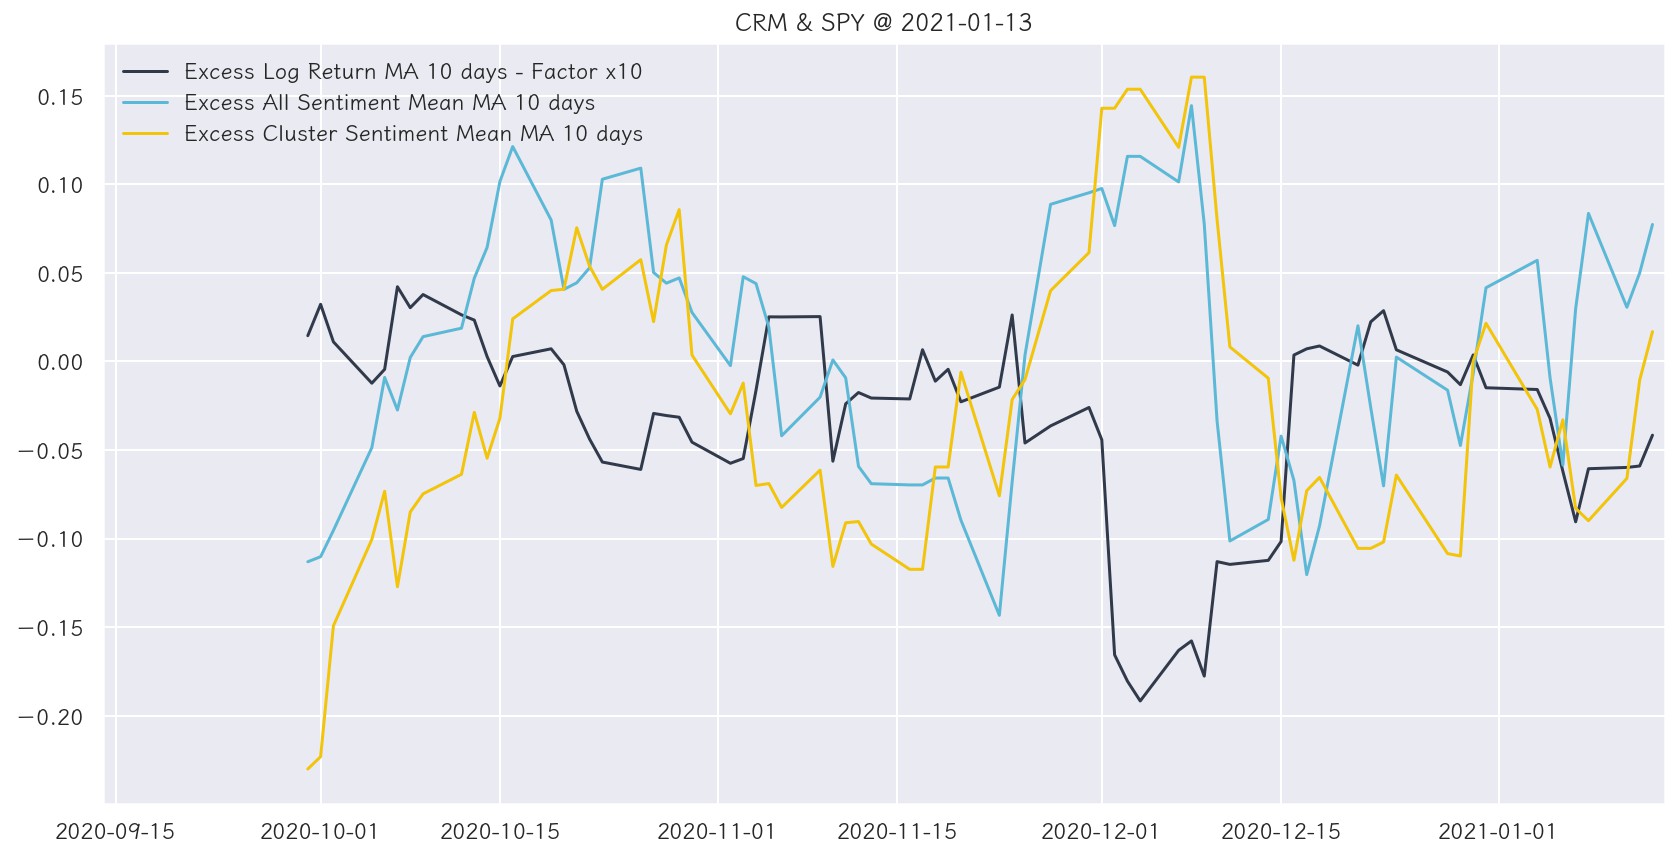 CRM & SPY @ 2021-01-13
Excess Log Return MA 10 days - Factor x10
Excess All Sentiment Mean MA 10 days
Excess Cluster Sentiment Mean MA 10 days
0.15
0.10
0.05
0.00
−0.05
−0.10
−0.15
−0.20
2020-09-15 2020-10-01 2020-10-15 2020-11-01 2020-11-15 2020-12-01 2020-12-15 2021-01-01